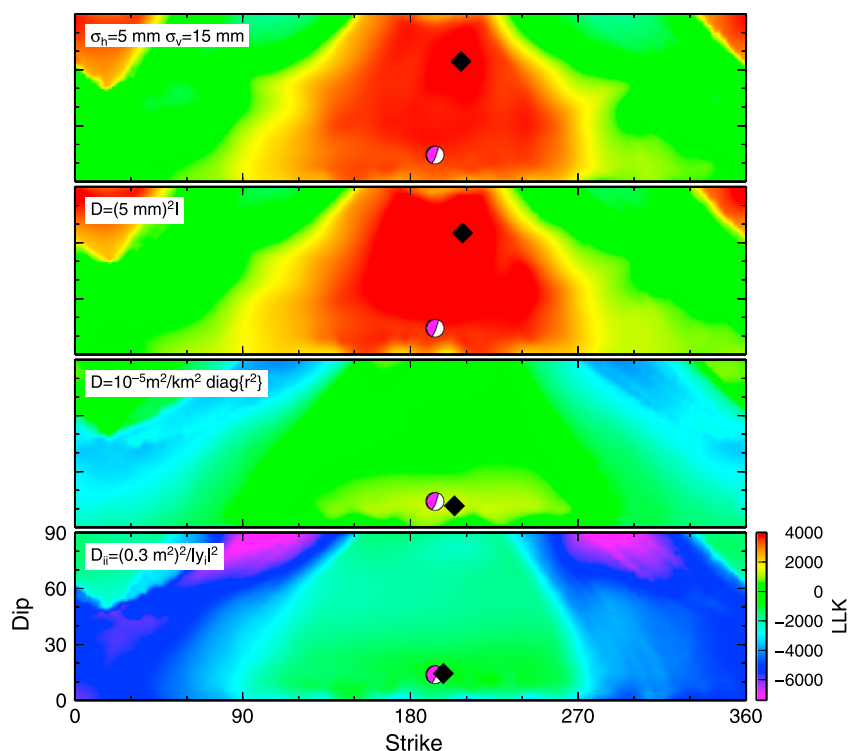 σh=5 mm σv=15 mm
D=(5 mm)²I
D=10⁻⁵m²/km² diag{r²}
Dii=(0.3 m²)²/|yi|²
90
60
30
0
Dip
0
90
180
270
360
Strike
4000
2000
0
−2000
−4000
−6000
LLK